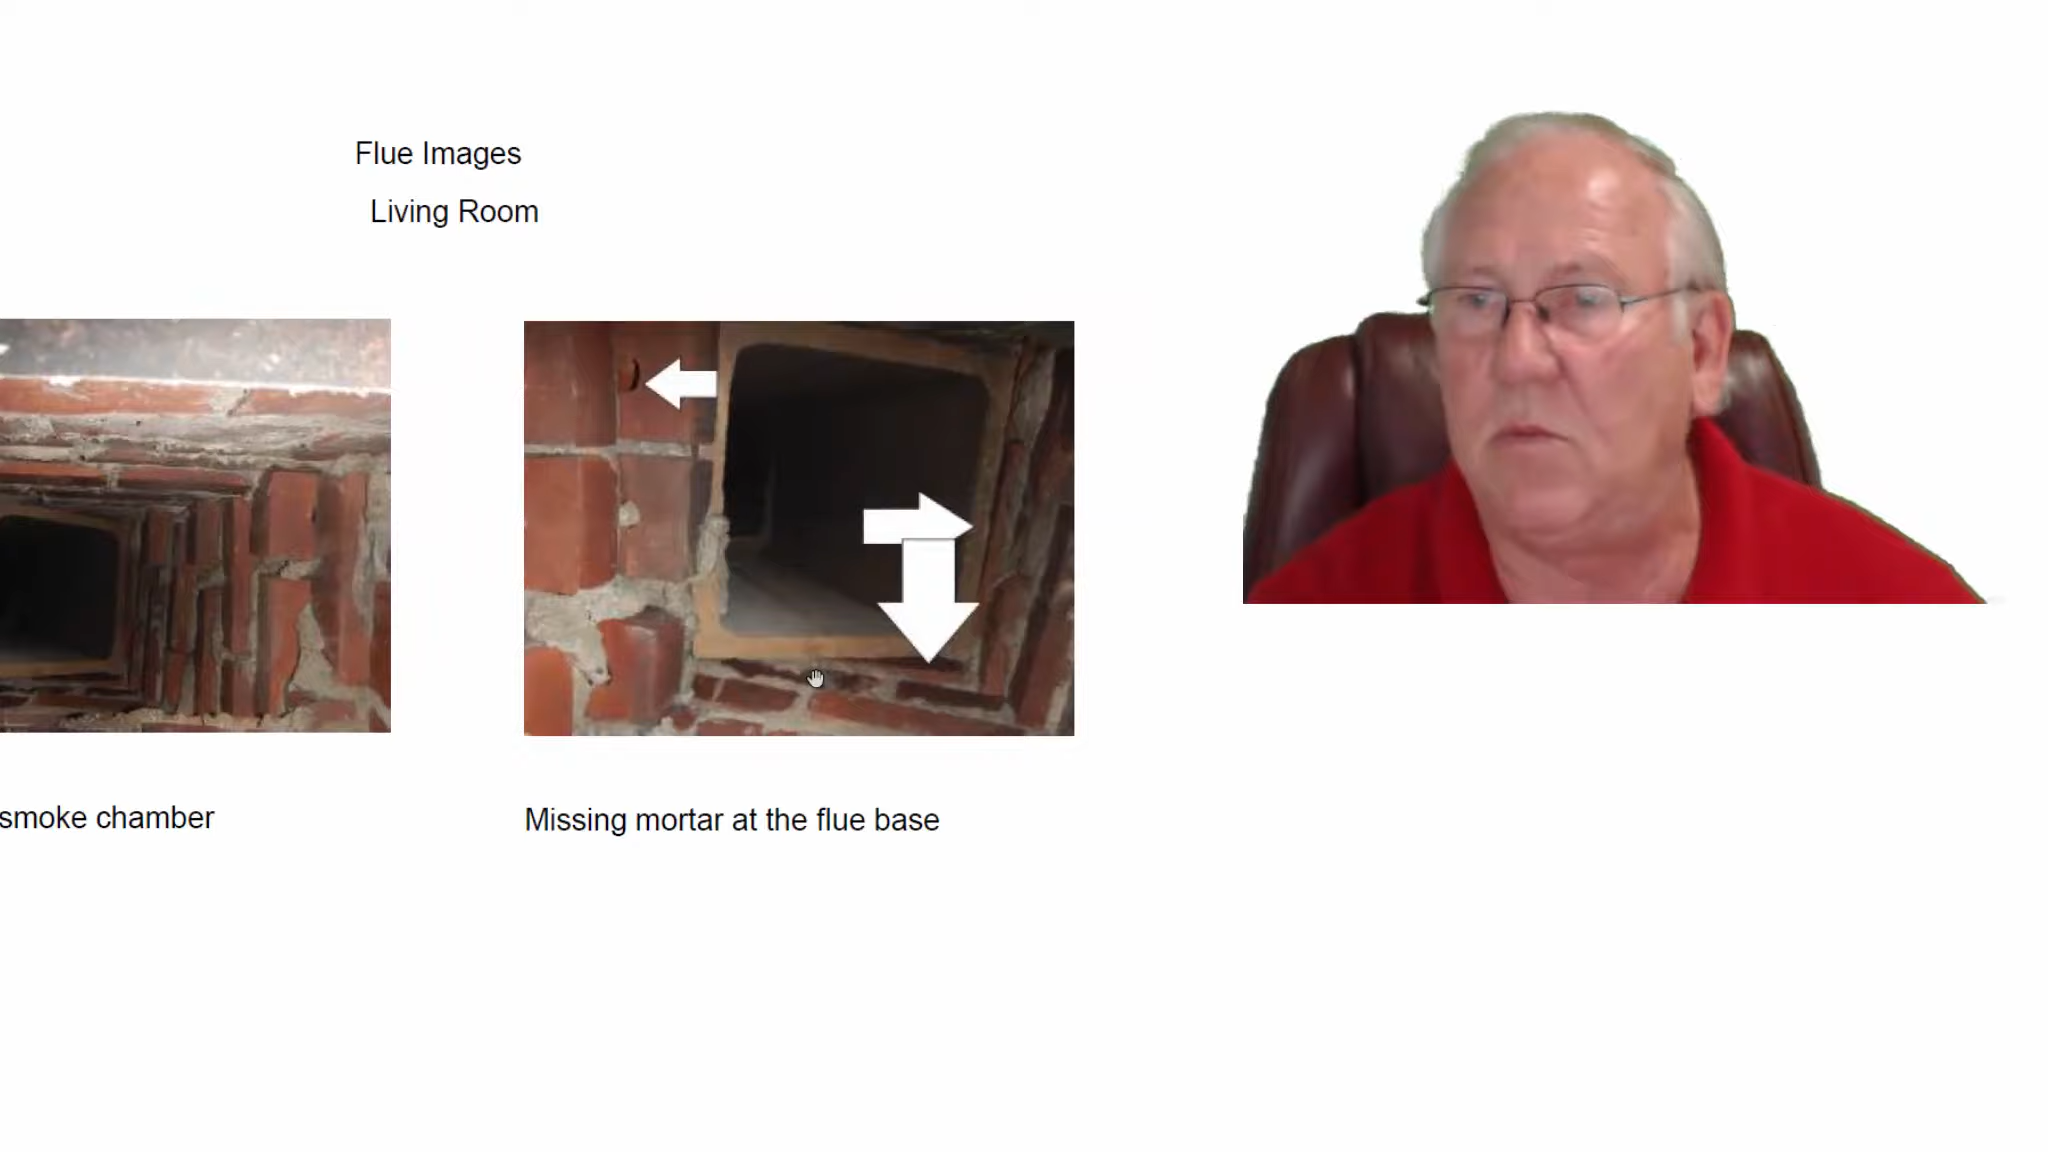 Flue Images
Living Room
smoke chamber
Missing mortar at the flue base